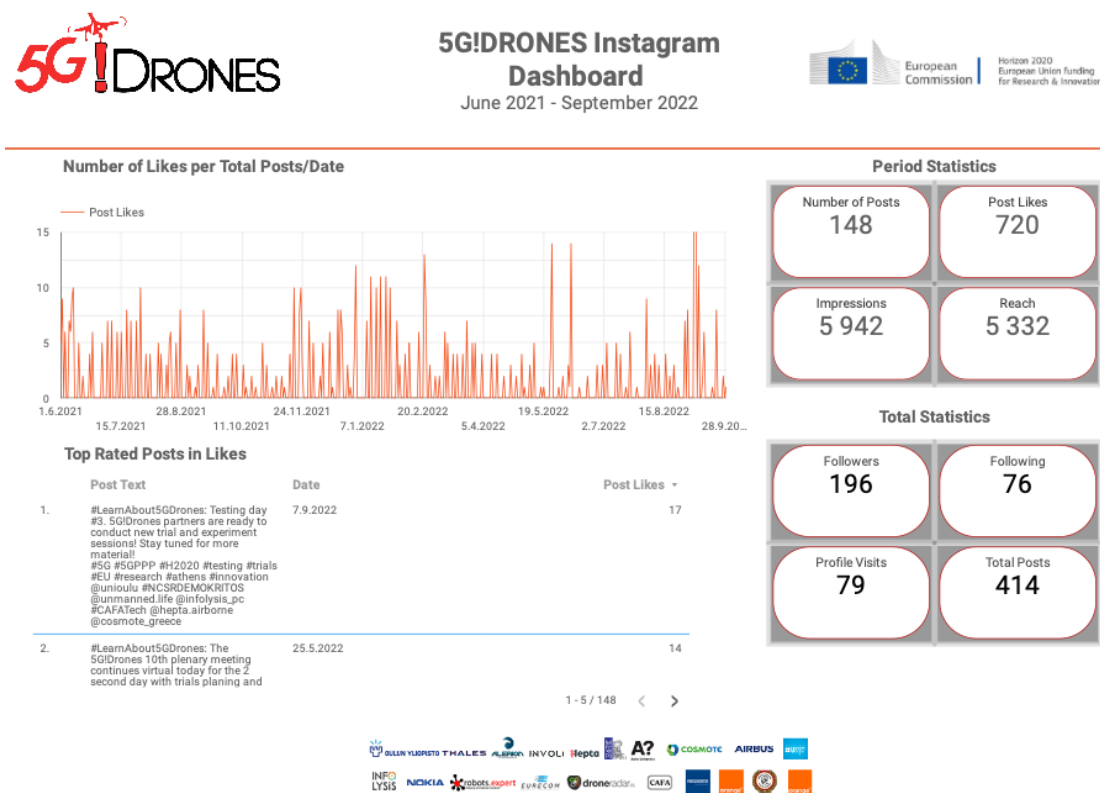 5G!DRONES
5G!DRONES Instagram
Dashboard
June 2021 - September 2022
European
Commission
Horizon 2020
European Union funding
for Research & Innovation
Number of Likes per Total Posts/Date
Post Likes
15
10
5
0
1.6.2021
28.8.2021
24.11.2021
20.2.2022
19.5.2022
15.8.2022
15.7.2021
11.10.2021
7.1.2022
5.4.2022
2.7.2022
28.9.20...
Period Statistics
Number of Posts
148
Post Likes
720
Impressions
5 942
Reach
5 332
Total Statistics
Followers
196
Following
76
Profile Visits
79
Total Posts
414
Top Rated Posts in Likes
Post Text Date Post Likes
1. #LearnAbout5GDrones: Testing day 7.9.2022 17
#3. 5G!Drones partners are ready to
conduct new trial and experiment
sessions! Stay tuned for more
material!
#5G #5GPPP #H2020 #testing #trials
#EU #research #athens #innovation
@unioulu #NCSRDEMOKRITOS
@unmanned.life @infolysis_pc
#CAFATech @hepta.airborne
@cosmote_greece
2. #LearnAbout5GDrones: The 25.5.2022 14
5G!Drones 10th plenary meeting
continues virtual today for the 2
second day with trials planing and
1 - 5 / 148
OULUN YLIOPISTO THALES ALERION INVOLI Hepta A? COSMOTE AIRBUS
INFOLYSIS NOKIA robots.expert EURECOM droneradar CAFA orange orange